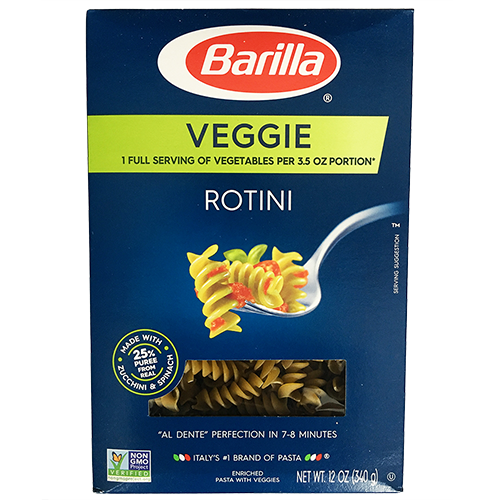 Barilla
®
VEGGIE
1 FULL SERVING OF VEGETABLES PER 3.5 OZ PORTION*
ROTINI
™
SERVING SUGGESTION
MADE WITH
25%
PUREE
FROM
REAL
ZUCCHINI & SPINACH
"AL DENTE" PERFECTION IN 7-8 MINUTES
ITALY'S #1 BRAND OF PASTA ®
NON
GMO
Project
VERIFIED
nongmoproject.org
ENRICHED
PASTA WITH VEGGIES
NET WT. 12 OZ (340 g) U